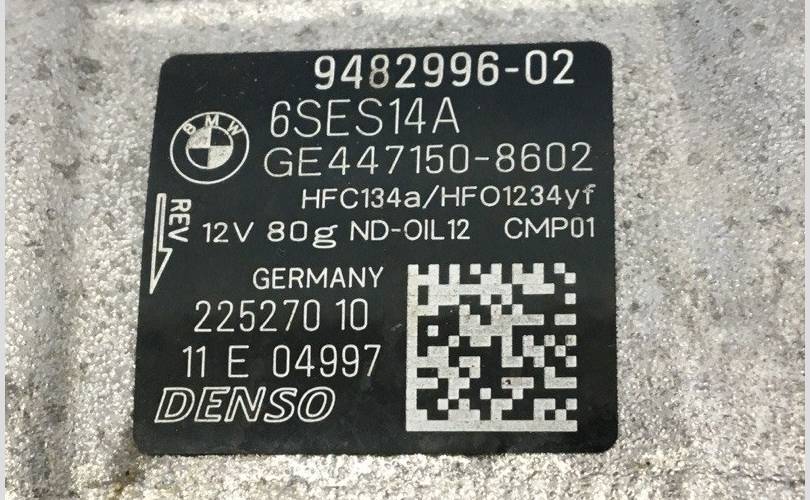 9482996-02
BMW
6SES14A
GE447150-8602
HFC134a/HFO1234yf
REV
12V 80g ND-OIL12 CMP01
GERMANY
225270 10
11 E 04997
DENSO